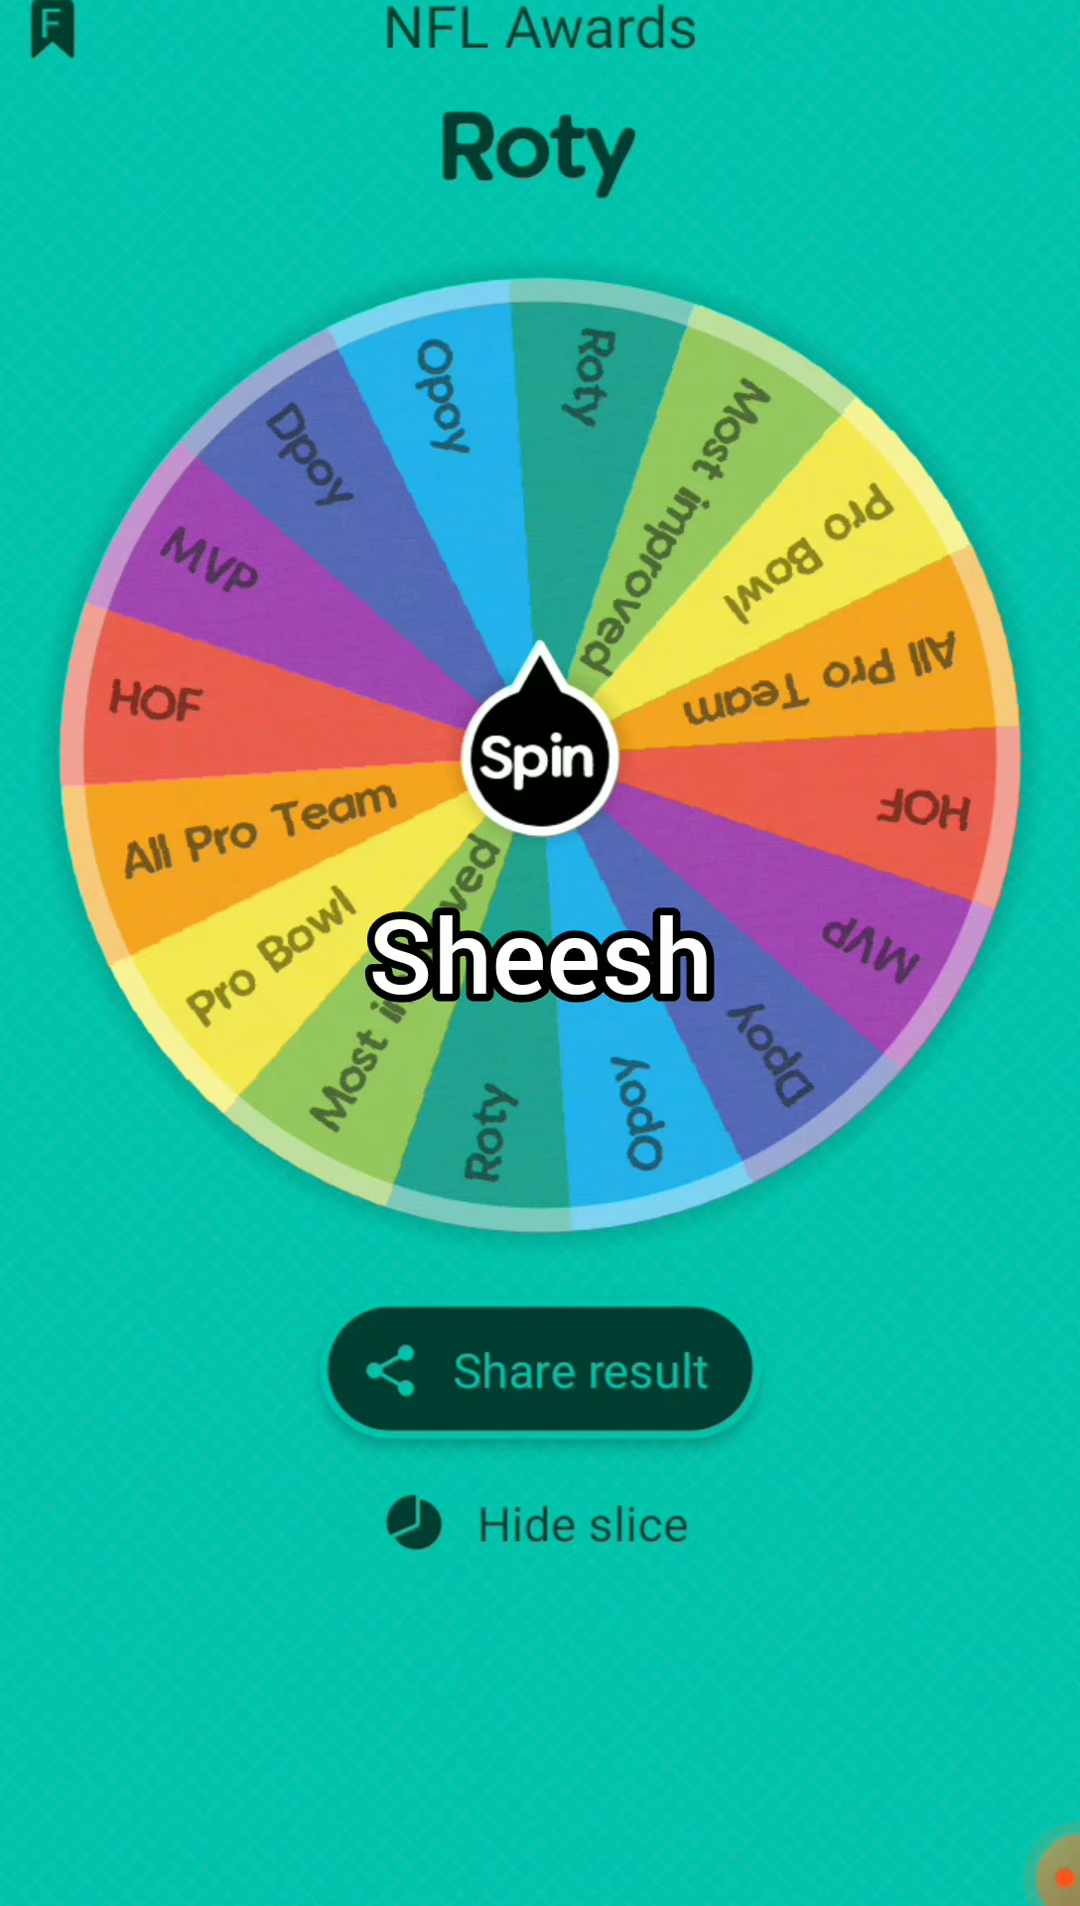 F
NFL Awards
Roty
Opoy
Roty
Most improved
Dpoy
Pro Bowl
MVP
All Pro Team
HOF
Spin
HOF
All Pro Team
MVP
Pro Bowl
Sheesh
Dpoy
Most i ved
Roty
Opoy
Share result
Hide slice